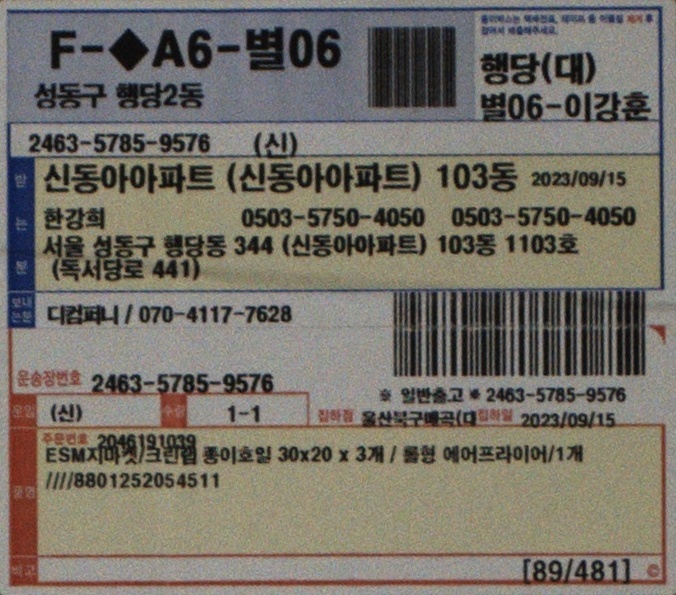 F-◆A6-별06
성동구 행당2동
행당(대)
별06-이강훈
2463-5785-9576 (신)
받는분
신동아아파트 (신동아아파트) 103동 2023/09/15
한강희 0503-5750-4050 0503-5750-4050
서울 성동구 행당동 344 (신동아아파트) 103동 1103호
(독서당로 441)
보내는분
디컴퍼니 / 070-4117-7628
운송장번호 2463-5785-9576
※ 일반출고 ※ 2463-5785-9576
운임 (신) 수량 1-1 집하점 울산북구매곡(대 집하일 2023/09/15
주문번호 2046191039
품명
ESM지마켓/크린랩 종이호일 30x20 x 3개 / 롤형 에어프라이어/1개
////8801252054511
비고
[89/481] ©